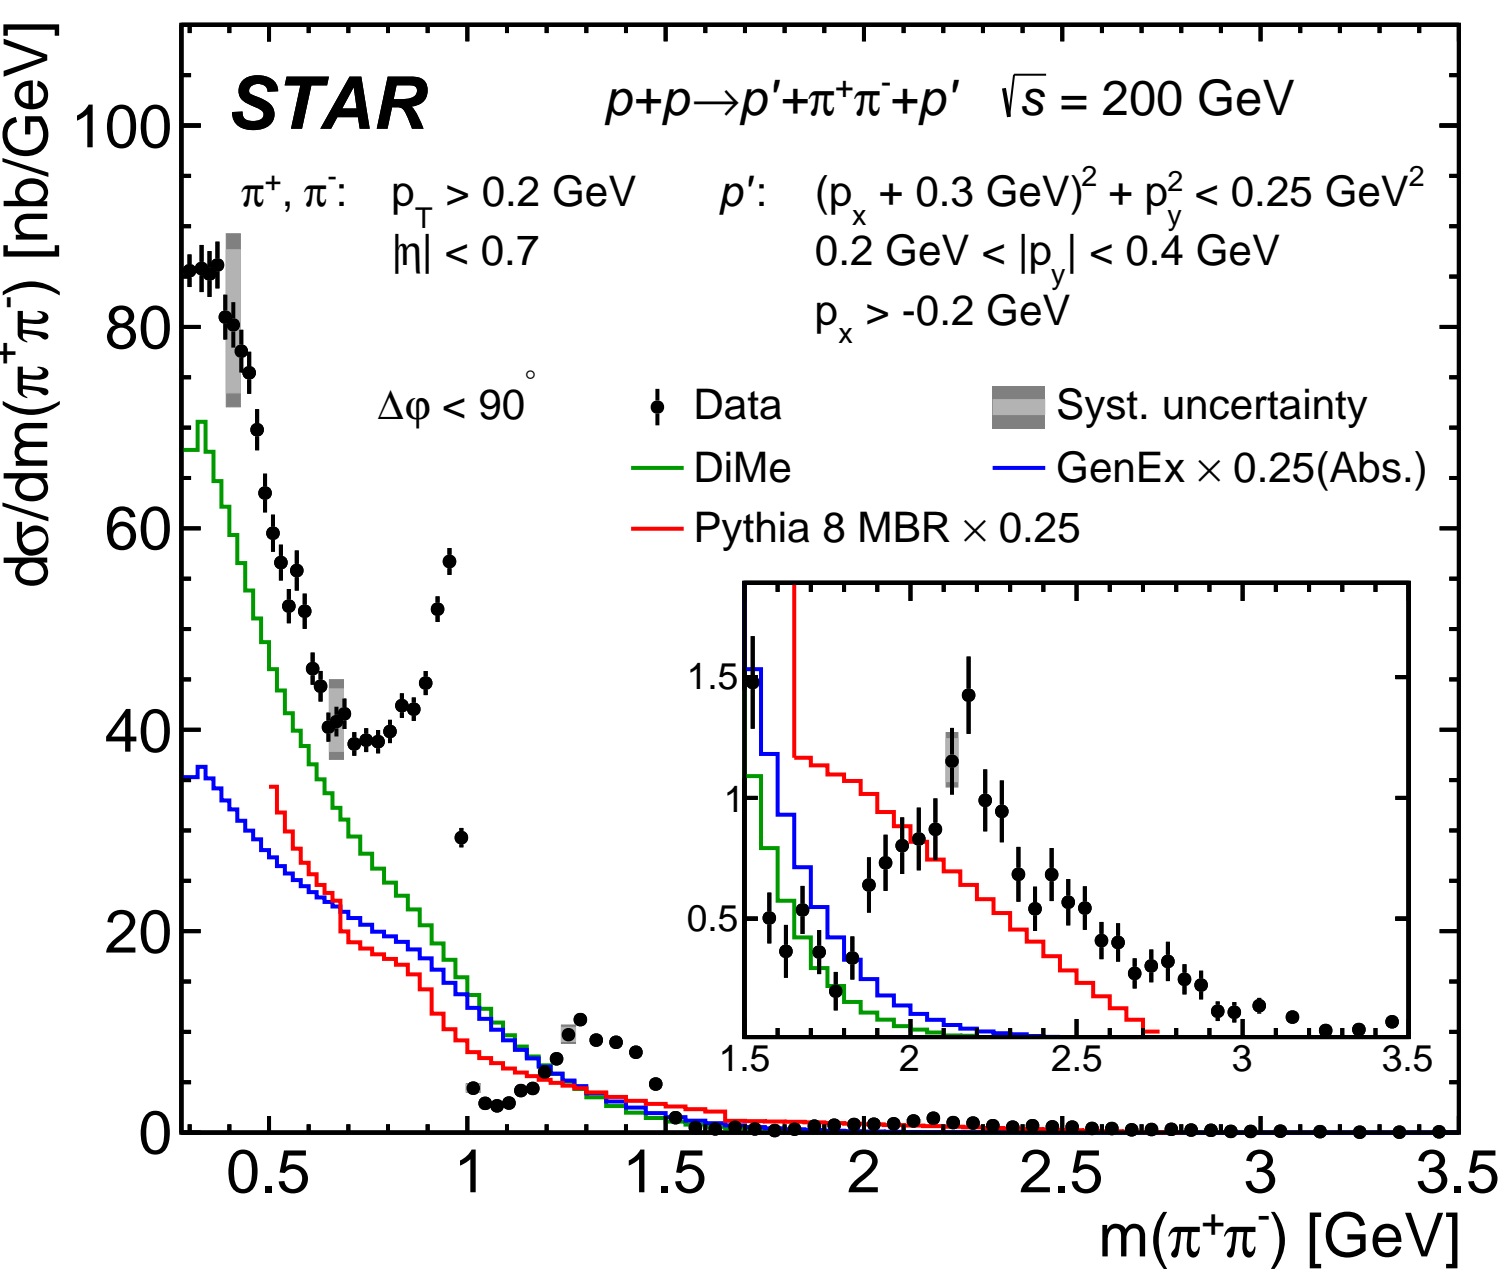 dσ/dm(π⁺π⁻) [nb/GeV]
STAR
p+p→p′+π⁺π⁻+p′ √s = 200 GeV
π⁺, π⁻: p_T > 0.2 GeV
|η| < 0.7
p′: (p_x + 0.3 GeV)² + p_y² < 0.25 GeV²
0.2 GeV < |p_y| < 0.4 GeV
p_x > -0.2 GeV
Δφ < 90°
Data
Syst. uncertainty
DiMe
GenEx × 0.25(Abs.)
Pythia 8 MBR × 0.25
100
80
60
40
20
0
1.5
1
0.5
1.5 2 2.5 3 3.5
0.5 1 1.5 2 2.5 3 3.5
m(π⁺π⁻) [GeV]